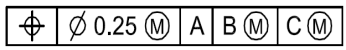 ⌖ ⌀ 0.25 Ⓜ A B Ⓜ C Ⓜ